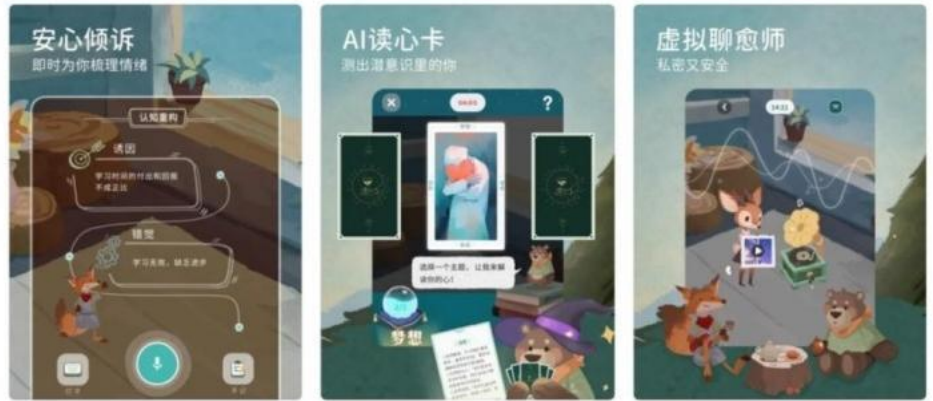 安心倾诉
即时为你梳理情绪
认知重构
诱因
学习时间的付出和回报
不成正比
错觉
学习无效，缺乏进步
AI读心卡
测出潜意识里的你
?
选择一个主题，让我来解
读你的心！
梦想
虚拟聊愈师
私密又安全
14:21